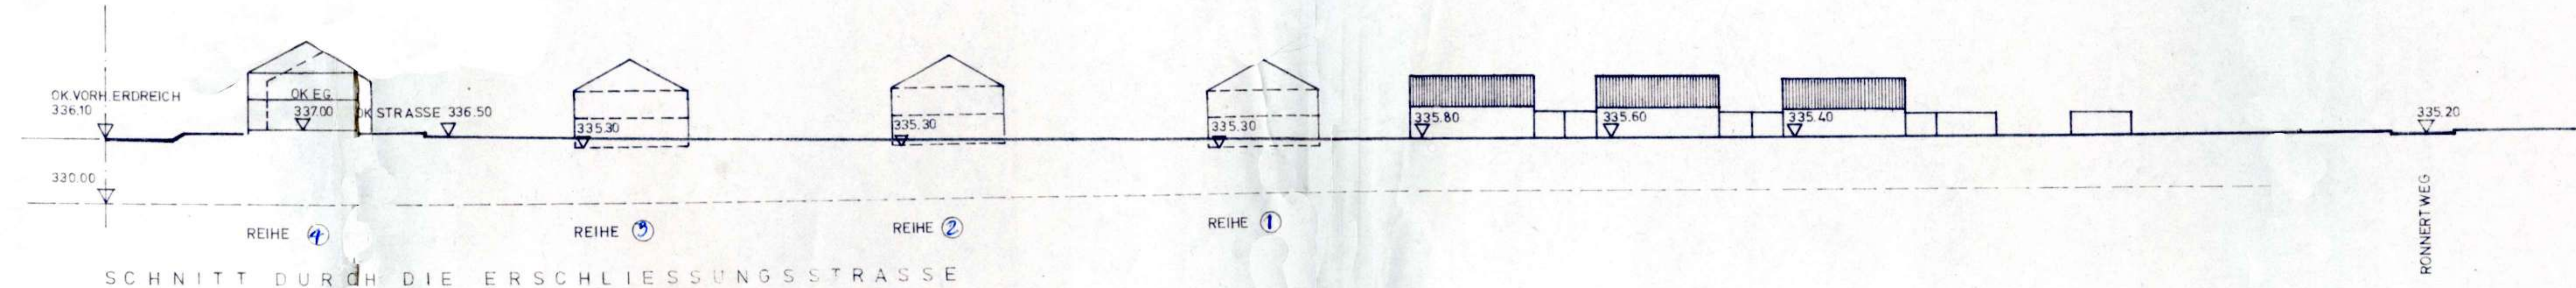 OK.VORH.ERDREICH
336.10
OK EG.
337.00
OK STRASSE 336.50
335.30
335.30
335.30
335.80
335.60
335.40
335.20
330.00
REIHE 4
REIHE 3
REIHE 2
REIHE 1
RONNERTWEG
SCHNITT DURCH DIE ERSCHLIESSUNGSSTRASSE